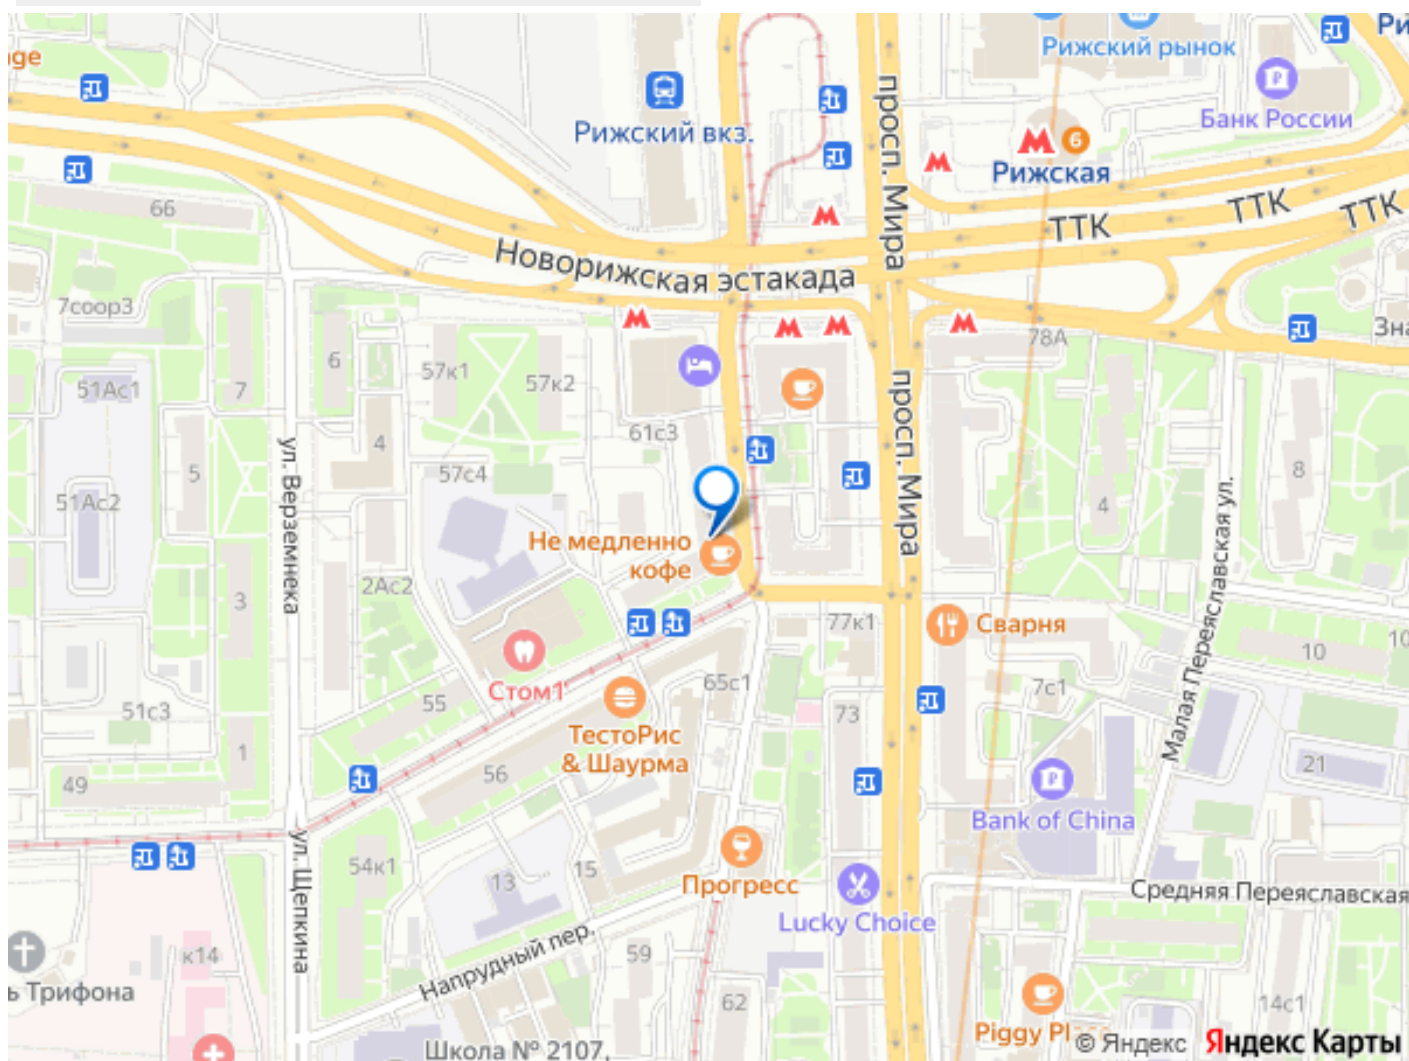 ge
Рижский рынок
Ри
Банк России
Рижский вкз.
просп. Мира
6
Рижская
66
ТТК
ТТК
ТТК
Новорижская эстакада
7соор3
Зна
78А
6
57к1
57к2
51Ас1
7
просп. Мира
ул. Верземнека
4
61с3
5
57с4
8
51Ас2
4
Не медленно
кофе
Малая Переяславская ул.
2Ас2
3
77к1
Сварня
10
10
Стом1
65с1
7с1
55
51с3
73
ТестоРис
& Шаурма
1
56
49
21
Bank of China
ул. Щепкина
54к1
13
15
Прогресс
Lucky Choice
Средняя Переяславская
Напрудный пер.
к14
59
ь Трифона
62
14с1
Piggy Pl
Школа № 2107,
© Яндекс Яндекс Карты